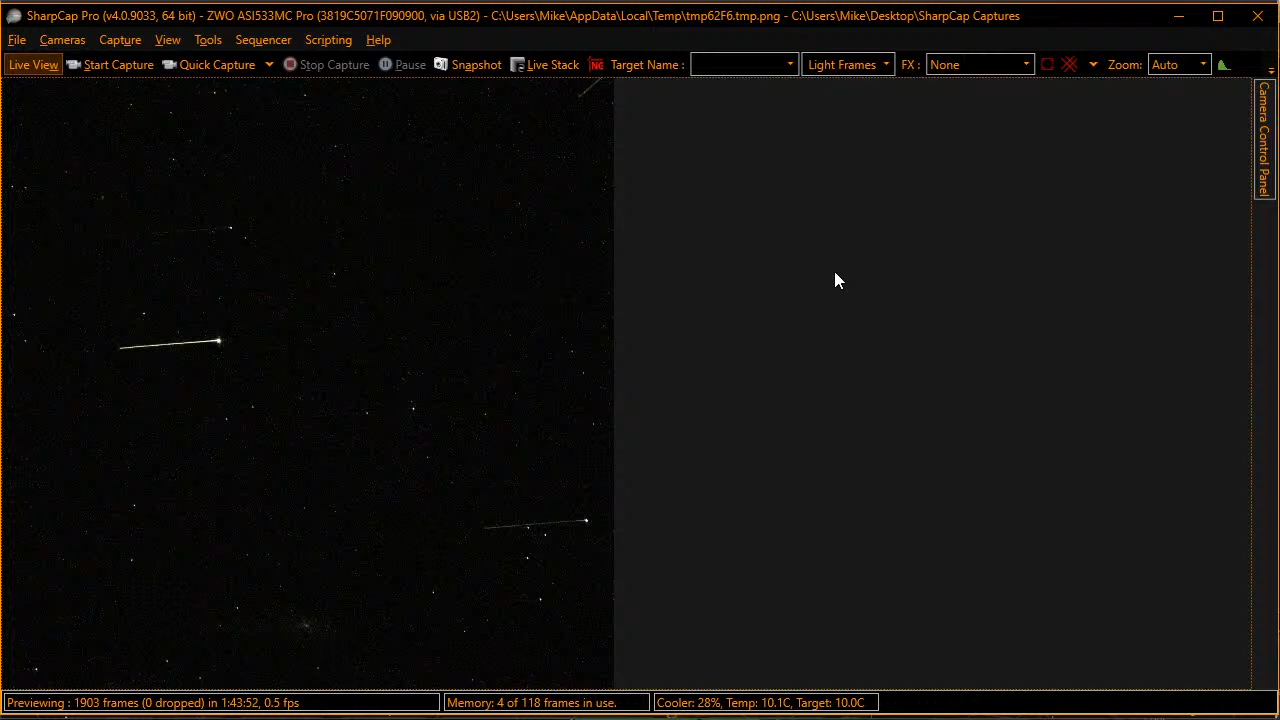 SharpCap Pro (v4.0.9033, 64 bit) - ZWO ASI533MC Pro (3819C5071F090900, via USB2) - C:\Users\Mike\AppData\Local\Temp\tmp62F6.tmp.png - C:\Users\Mike\Desktop\SharpCap Captures
File Cameras Capture View Tools Sequencer Scripting Help
Live View Start Capture Quick Capture Stop Capture Pause Snapshot Live Stack NC Target Name : Light Frames FX : None Zoom: Auto
Camera Control Panel
Previewing : 1903 frames (0 dropped) in 1:43:52, 0.5 fps Memory: 4 of 118 frames in use. Cooler: 28%, Temp: 10.1C, Target: 10.0C